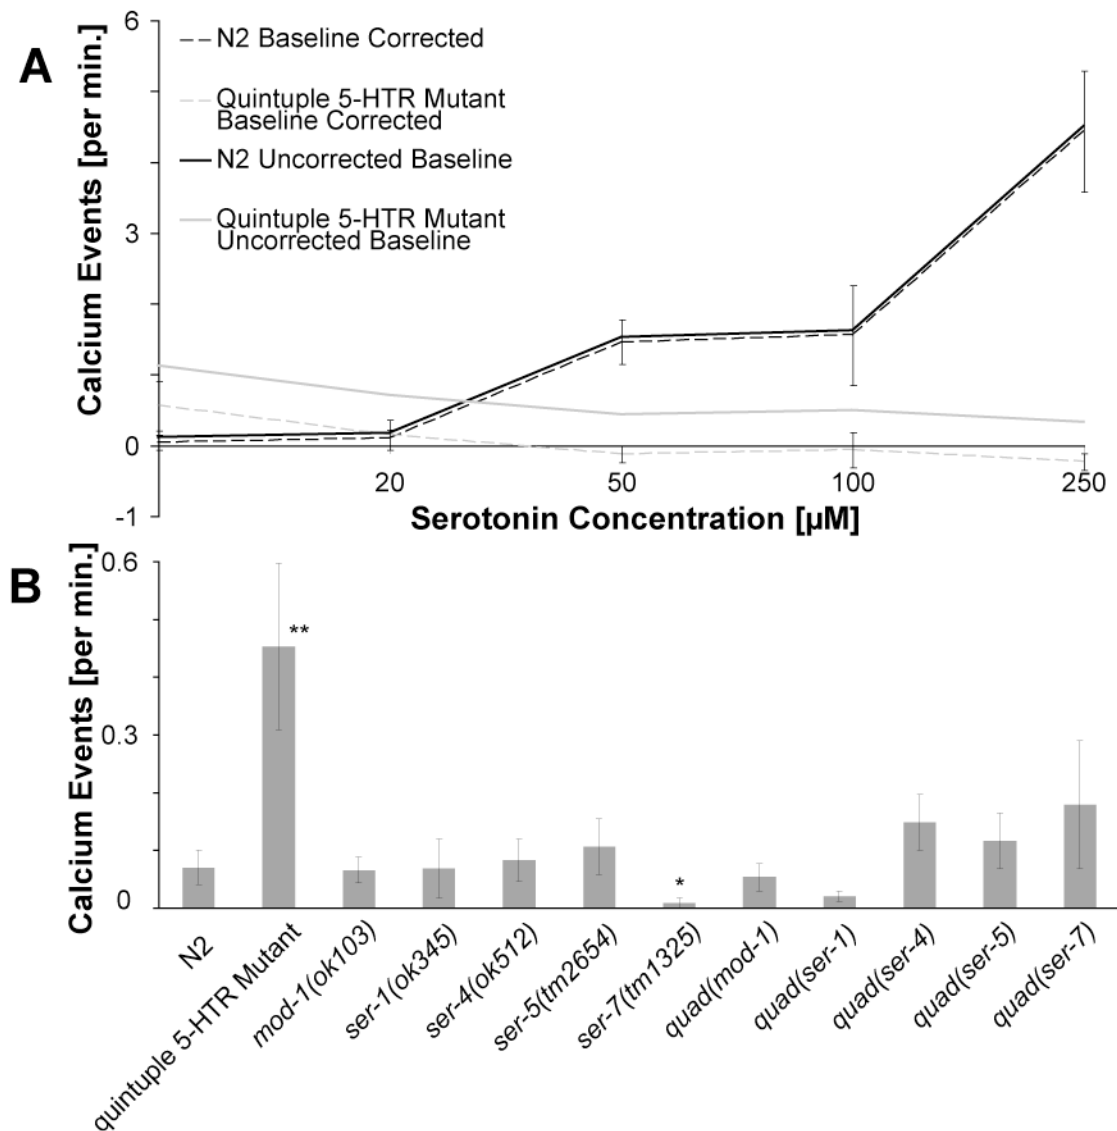 A
Calcium Events [per min.]
6
3
0
-1
N2 Baseline Corrected
Quintuple 5-HTR Mutant
Baseline Corrected
N2 Uncorrected Baseline
Quintuple 5-HTR Mutant
Uncorrected Baseline
20 50 100 250
Serotonin Concentration [µM]
B
Calcium Events [per min.]
0.6
0.3
0
**
*
N2
quintuple 5-HTR Mutant
mod-1(ok103)
ser-1(ok345)
ser-4(ok512)
ser-5(tm2654)
ser-7(tm1325)
quad(mod-1)
quad(ser-1)
quad(ser-4)
quad(ser-5)
quad(ser-7)